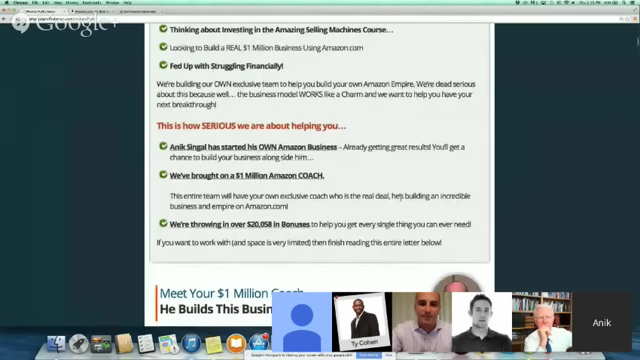 Google+
Thinking about Investing in the Amazing Selling Machines Course…
Looking to Build a REAL $1 Million Business Using Amazon.com
Fed Up with Struggling Financially!
We're building our OWN exclusive team to help you build your own Amazon Empire. We're dead serious
about this because well… the business model WORKS like a Charm and we want to help you have your
next breakthrough!
This is how SERIOUS we are about helping you…
Anik Singal has started his OWN Amazon Business – Already getting great results! You'll get a
chance to build your business along side him…
We've brought on a $1 Million Amazon COACH,
This entire team will have your own exclusive coach who is the real deal, he's building an incredible
business and empire on Amazon.com!
We're throwing in over $20,058 in Bonuses to help you get every single thing you can ever need!
If you want to work with (and space is very limited) then finish reading this entire letter below!
Meet Your $1 Million Coach
He Builds This Busin
Ty Cohan
Anik